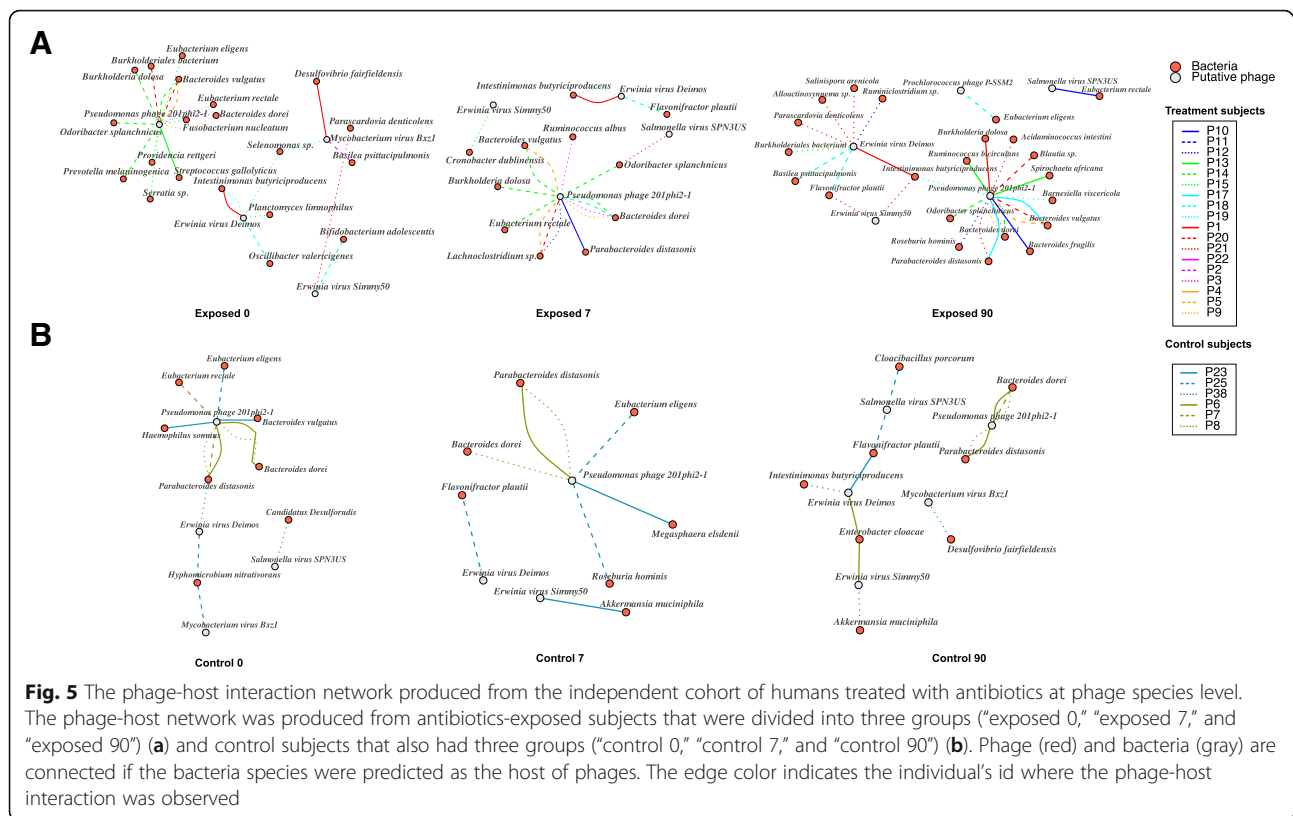 A
Eubacterium eligens
Burkholderiales bacterium
Burkholderia dolosa
Bacteroides vulgatus
Eubacterium rectale
Pseudomonas phage 201phi2-1
Bacteroides dorei
Odoribacter splanchnicus
Fusobacterium nucleatum
Providencia rettgeri
Prevotella melaninogenica
Streptococcus gallolyticus
Serratia sp.
Desulfovibrio fairfieldensis
Parascardovia denticolens
Mycobacterium virus Bxz1
Selenomonas sp.
Basilea psittacipulmonis
Intestinimonas butyriciproducens
Planctomyces limnophilus
Erwinia virus Deimos
Bifidobacterium adolescentis
Oscillibacter valericigenes
Erwinia virus Simmy50
Exposed 0
Intestinimonas butyriciproducens
Erwinia virus Deimos
Erwinia virus Simmy50
Flavonifractor plautii
Ruminococcus albus
Salmonella virus SPN3US
Bacteroides vulgatus
Cronobacter dublinensis
Odoribacter splanchnicus
Burkholderia dolosa
Pseudomonas phage 201phi2-1
Eubacterium rectale
Bacteroides dorei
Lachnoclostridium sp.
Parabacteroides distasonis
Exposed 7
Salinispora arenicola
Prochlorococcus phage P-SSM2
Salmonella virus SPN3US
Alloactinosynnema sp.
Ruminiclostridium sp.
Eubacterium rectale
Parascardovia denticolens
Eubacterium eligens
Burkholderia dolosa
Acidaminococcus intestini
Burkholderiales bacterium
Erwinia virus Deimos
Ruminococcus bicirculans
Blautia sp.
Basilea psittacipulmonis
Intestinimonas butyriciproducens
Spirochaeta africana
Flavonifractor plautii
Pseudomonas phage 201phi2-1
Barnesiella viscericola
Erwinia virus Simmy50
Odoribacter splanchnicus
Bacteroides vulgatus
Bacteroides dorei
Roseburia hominis
Bacteroides fragilis
Parabacteroides distasonis
Exposed 90
Bacteria
Putative phage
Treatment subjects
P10
P11
P12
P13
P14
P15
P17
P18
P19
P1
P20
P21
P22
P2
P3
P4
P5
P9
B
Eubacterium eligens
Eubacterium rectale
Pseudomonas phage 201phi2-1
Bacteroides vulgatus
Haemophilus somnus
Bacteroides dorei
Parabacteroides distasonis
Candidatus Desulforudis
Erwinia virus Deimos
Salmonella virus SPN3US
Hyphomicrobium nitrativorans
Mycobacterium virus Bxz1
Control 0
Parabacteroides distasonis
Eubacterium eligens
Bacteroides dorei
Pseudomonas phage 201phi2-1
Flavonifractor plautii
Megasphaera elsdenii
Erwinia virus Deimos
Roseburia hominis
Erwinia virus Simmy50
Akkermansia muciniphila
Control 7
Cloacibacillus porcorum
Bacteroides dorei
Salmonella virus SPN3US
Pseudomonas phage 201phi2-1
Flavonifractor plautii
Parabacteroides distasonis
Intestinimonas butyriciproducens
Erwinia virus Deimos
Mycobacterium virus Bxz1
Enterobacter cloacae
Desulfovibrio fairfieldensis
Erwinia virus Simmy50
Akkermansia muciniphila
Control 90
Control subjects
P23
P25
P38
P6
P7
P8
Fig. 5 The phage-host interaction network produced from the independent cohort of humans treated with antibiotics at phage species level.
The phage-host network was produced from antibiotics-exposed subjects that were divided into three groups (“exposed 0,” “exposed 7,” and
“exposed 90”) (a) and control subjects that also had three groups (“control 0,” “control 7,” and “control 90”) (b). Phage (red) and bacteria (gray) are
connected if the bacteria species were predicted as the host of phages. The edge color indicates the individual’s id where the phage-host
interaction was observed